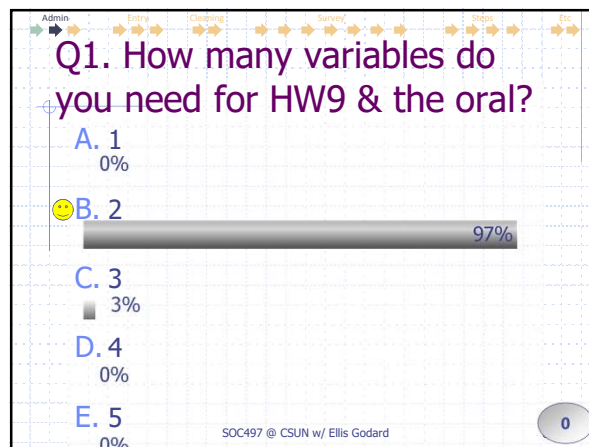 Admin Entry Cleaning Survey Steps Etc
Q1. How many variables do
you need for HW9 & the oral?
A. 1
0%
B. 2
97%
C. 3
3%
D. 4
0%
E. 5
0%
SOC497 @ CSUN w/ Ellis Godard
0